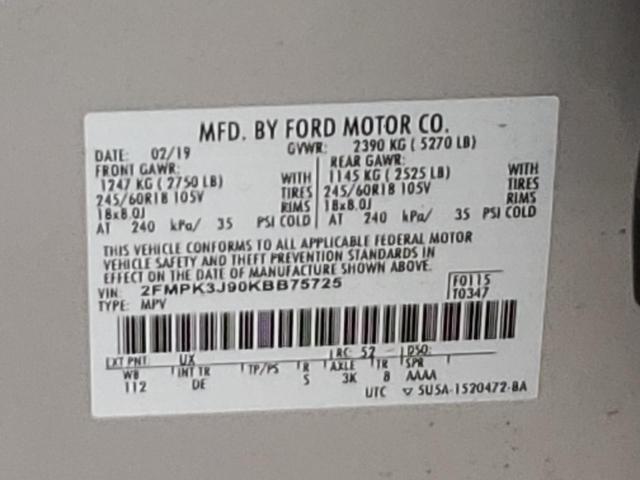 MFD. BY FORD MOTOR CO.
DATE: 02/19 GVWR: 2390 KG ( 5270 LB)
FRONT GAWR: REAR GAWR:
1247 KG ( 2750 LB) WITH 1145 KG ( 2525 LB) WITH
245/60R18 105V TIRES 245/60R18 105V TIRES
18x8.0J RIMS 18x8.0J RIMS
AT 240 kPa/ 35 PSI COLD AT 240 kPa/ 35 PSI COLD
THIS VEHICLE CONFORMS TO ALL APPLICABLE FEDERAL MOTOR
VEHICLE SAFETY AND THEFT PREVENTION STANDARDS IN
EFFECT ON THE DATE OF MANUFACTURE SHOWN ABOVE.
VIN: 2FMPK3J90KBB75725 F0115
TYPE: MPV T0347
EXT PNT: UX RC: 52 DSO:
WB INT TR TP/PS R AXLE TR SPR
112 DE S 3K 8 AAAA
UTC ▽ 5U5A-1520472-BA